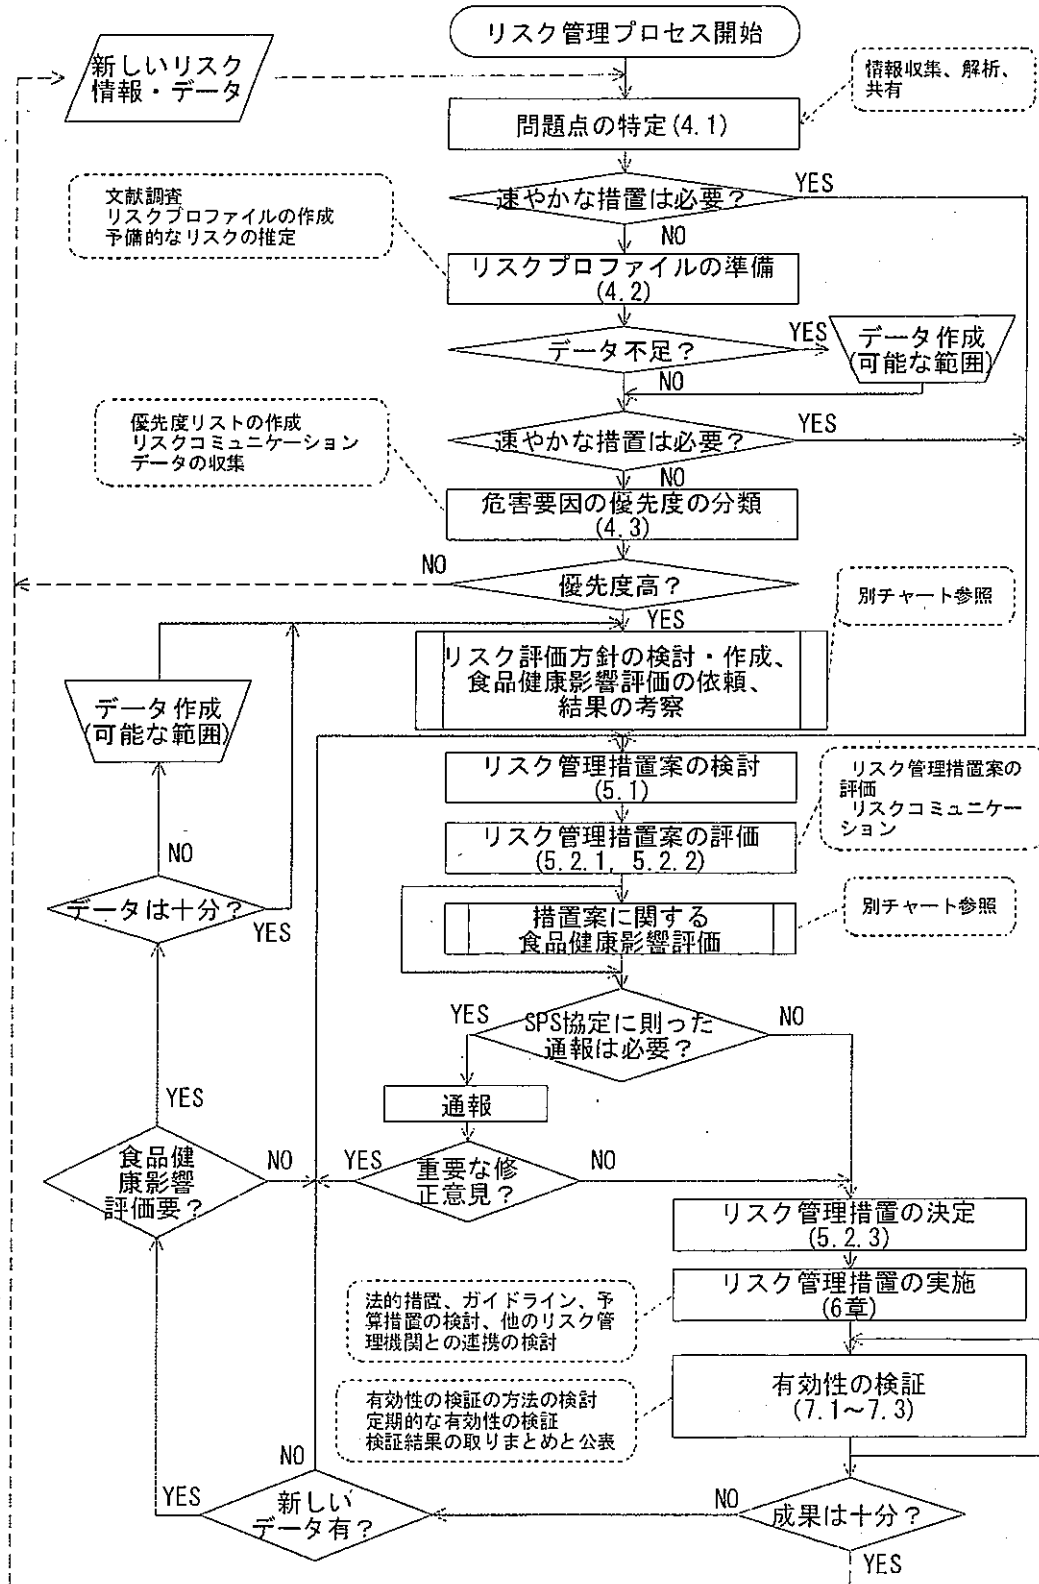 リスク管理プロセス開始
新しいリスク
情報・データ
情報収集、解析、
共有
問題点の特定(4.1)
速やかな措置は必要?
YES
文献調査
リスクプロファイルの作成
予備的なリスクの推定
NO
リスクプロファイルの準備
(4.2)
データ不足?
YES
データ作成
(可能な範囲)
NO
優先度リストの作成
リスクコミュニケーション
データの収集
速やかな措置は必要?
YES
NO
危害要因の優先度の分類
(4.3)
NO
優先度高?
別チャート参照
YES
リスク評価方針の検討・作成、
食品健康影響評価の依頼、
結果の考察
データ作成
(可能な範囲)
リスク管理措置案の検討
(5.1)
リスク管理措置案の
評価
リスクコミュニケー
ション
リスク管理措置案の評価
(5.2.1, 5.2.2)
NO
データは十分?
YES
措置案に関する
食品健康影響評価
別チャート参照
YES
SPS協定に則った
通報は必要?
NO
通報
YES
食品健
康影響
評価要?
NO
YES
重要な修
正意見?
NO
リスク管理措置の決定
(5.2.3)
リスク管理措置の実施
(6章)
法的措置、ガイドライン、予
算措置の検討、他のリスク管
理機関との連携の検討
有効性の検証
(7.1~7.3)
有効性の検証の方法の検討
定期的な有効性の検証
検証結果の取りまとめと公表
NO
YES
新しい
データ有?
NO
成果は十分?
YES